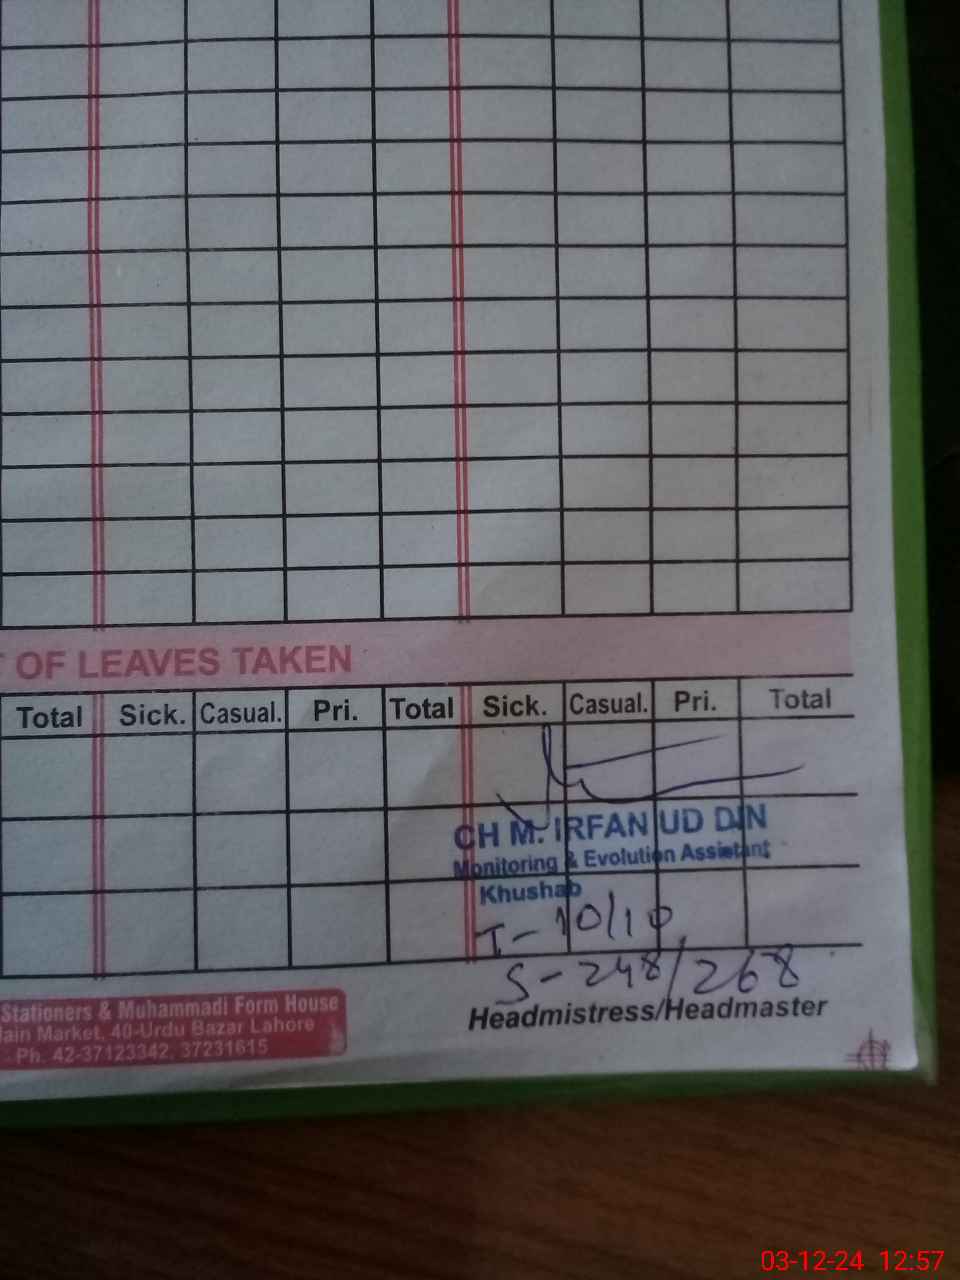 OF LEAVES TAKEN
Total Sick. Casual. Pri. Total Sick. Casual. Pri. Total
CH M. IRFAN UD DIN
Monitoring & Evolution Assistant
Khushab
T- 10/10
S- 248/268
Headmistress/Headmaster
Stationers & Muhammadi Form House
Main Market, 40-Urdu Bazar Lahore
Ph. 42-37123342, 37231615
03-12-24 12:57